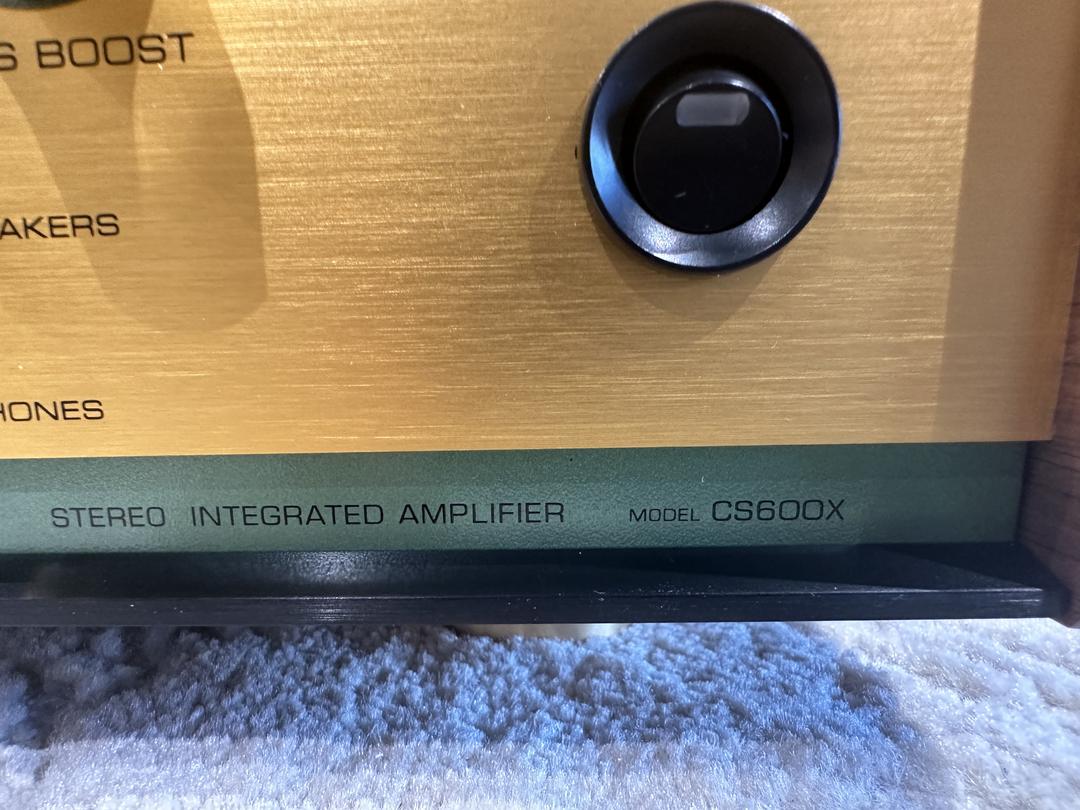 S BOOST
AKERS
HONES
STEREO INTEGRATED AMPLIFIER MODEL CS600X